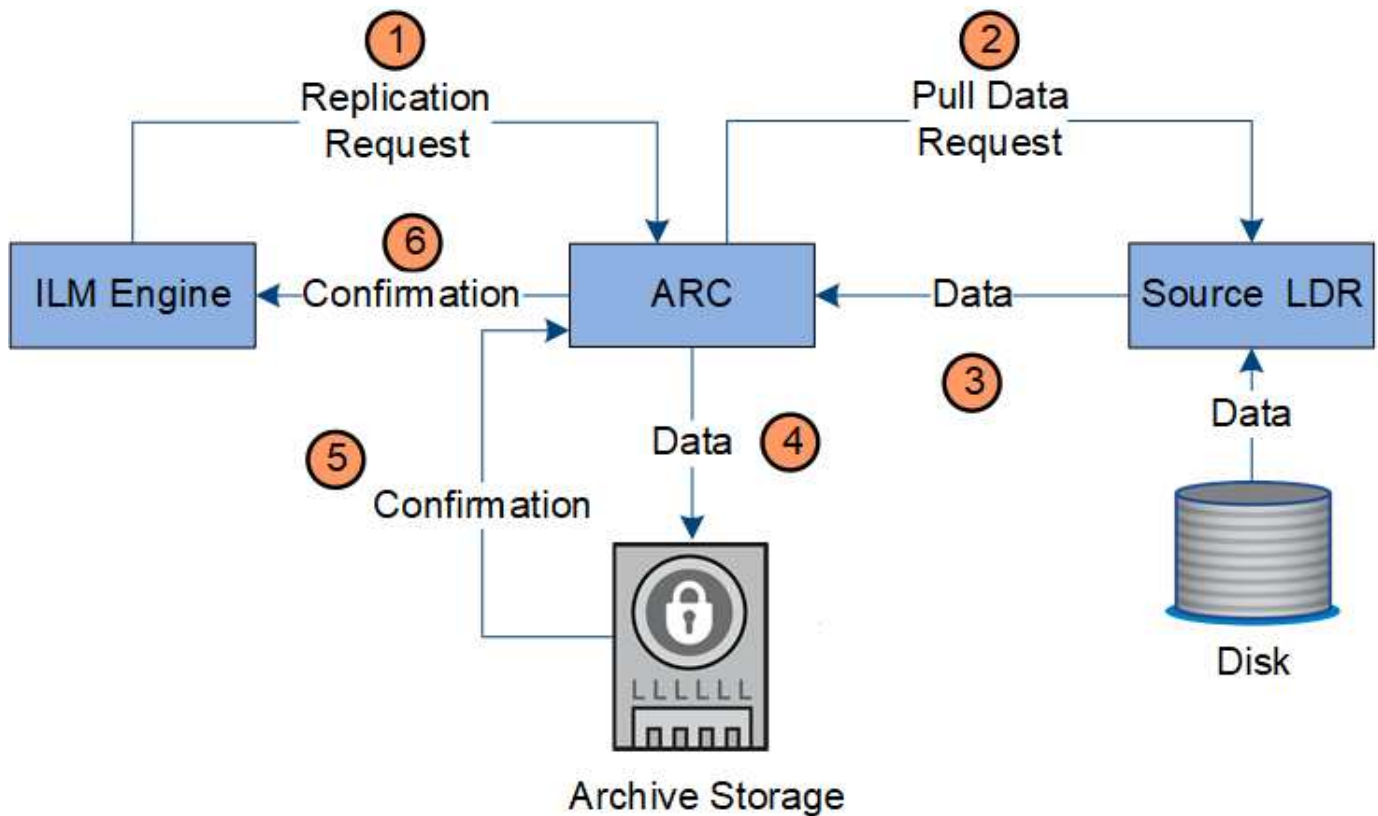 1
Replication
Request
2
Pull Data
Request
6
ILM Engine
Confirmation
ARC
Data
Source LDR
3
5
Confirmation
Data
4
Data
L L L L L L
Disk
Archive Storage